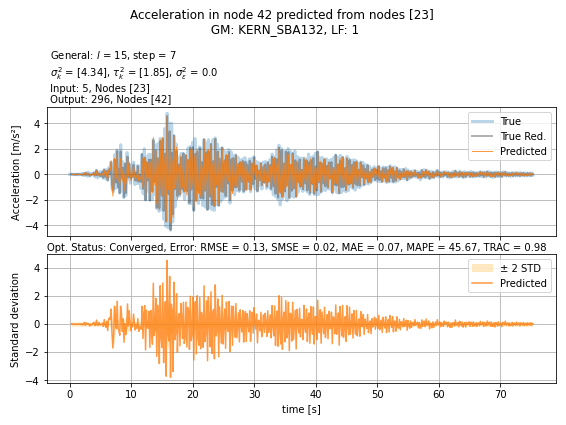 Acceleration in node 42 predicted from nodes [23]
GM: KERN_SBA132, LF: 1
General: l = 15, step = 7
σ²ₖ = [4.34], τ²ₖ = [1.85], σ²ε = 0.0
Input: 5, Nodes [23]
Output: 296, Nodes [42]
Acceleration [m/s²]
4
2
0
−2
−4
True
True Red.
Predicted
Opt. Status: Converged, Error: RMSE = 0.13, SMSE = 0.02, MAE = 0.07, MAPE = 45.67, TRAC = 0.98
Standard deviation
4
2
0
−2
−4
± 2 STD
Predicted
0 10 20 30 40 50 60 70
time [s]